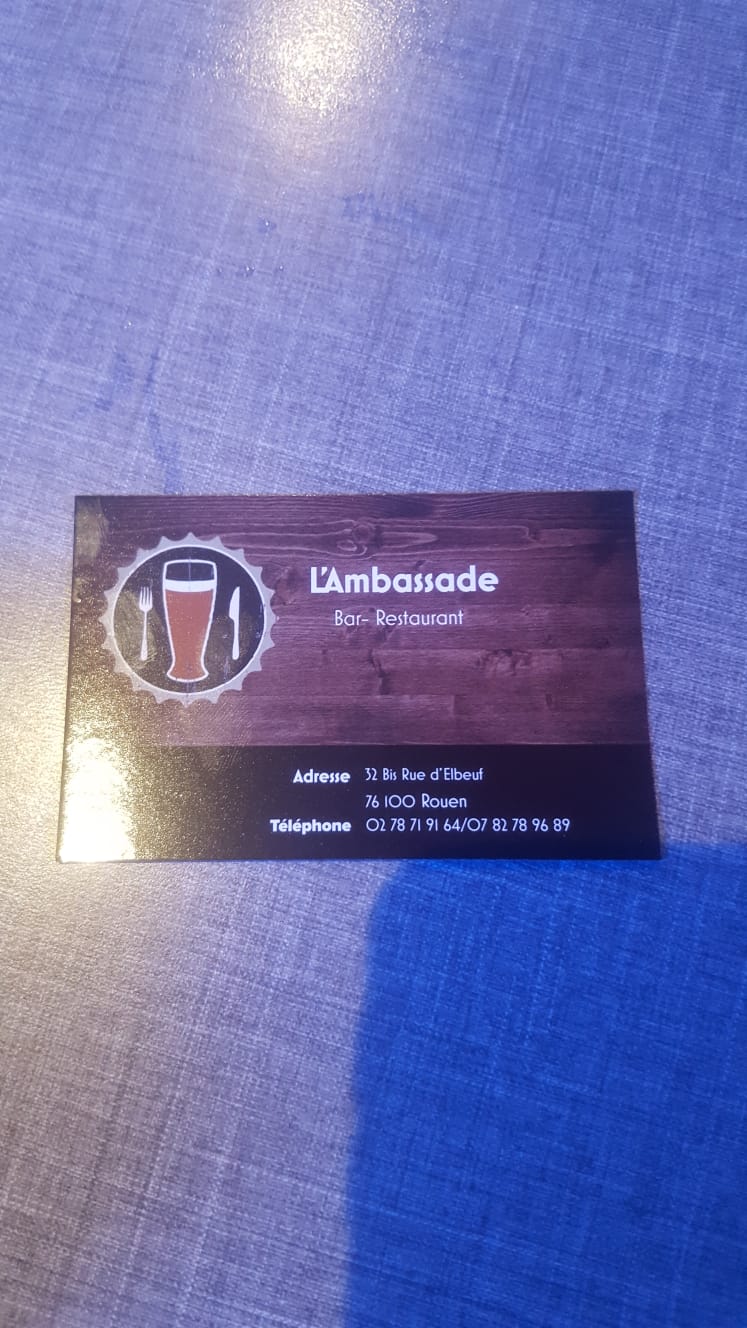 L'Ambassade
Bar- Restaurant
Adresse 32 Bis Rue d'Elbeuf
76 100 Rouen
Téléphone 02 78 71 91 64/07 82 78 96 89